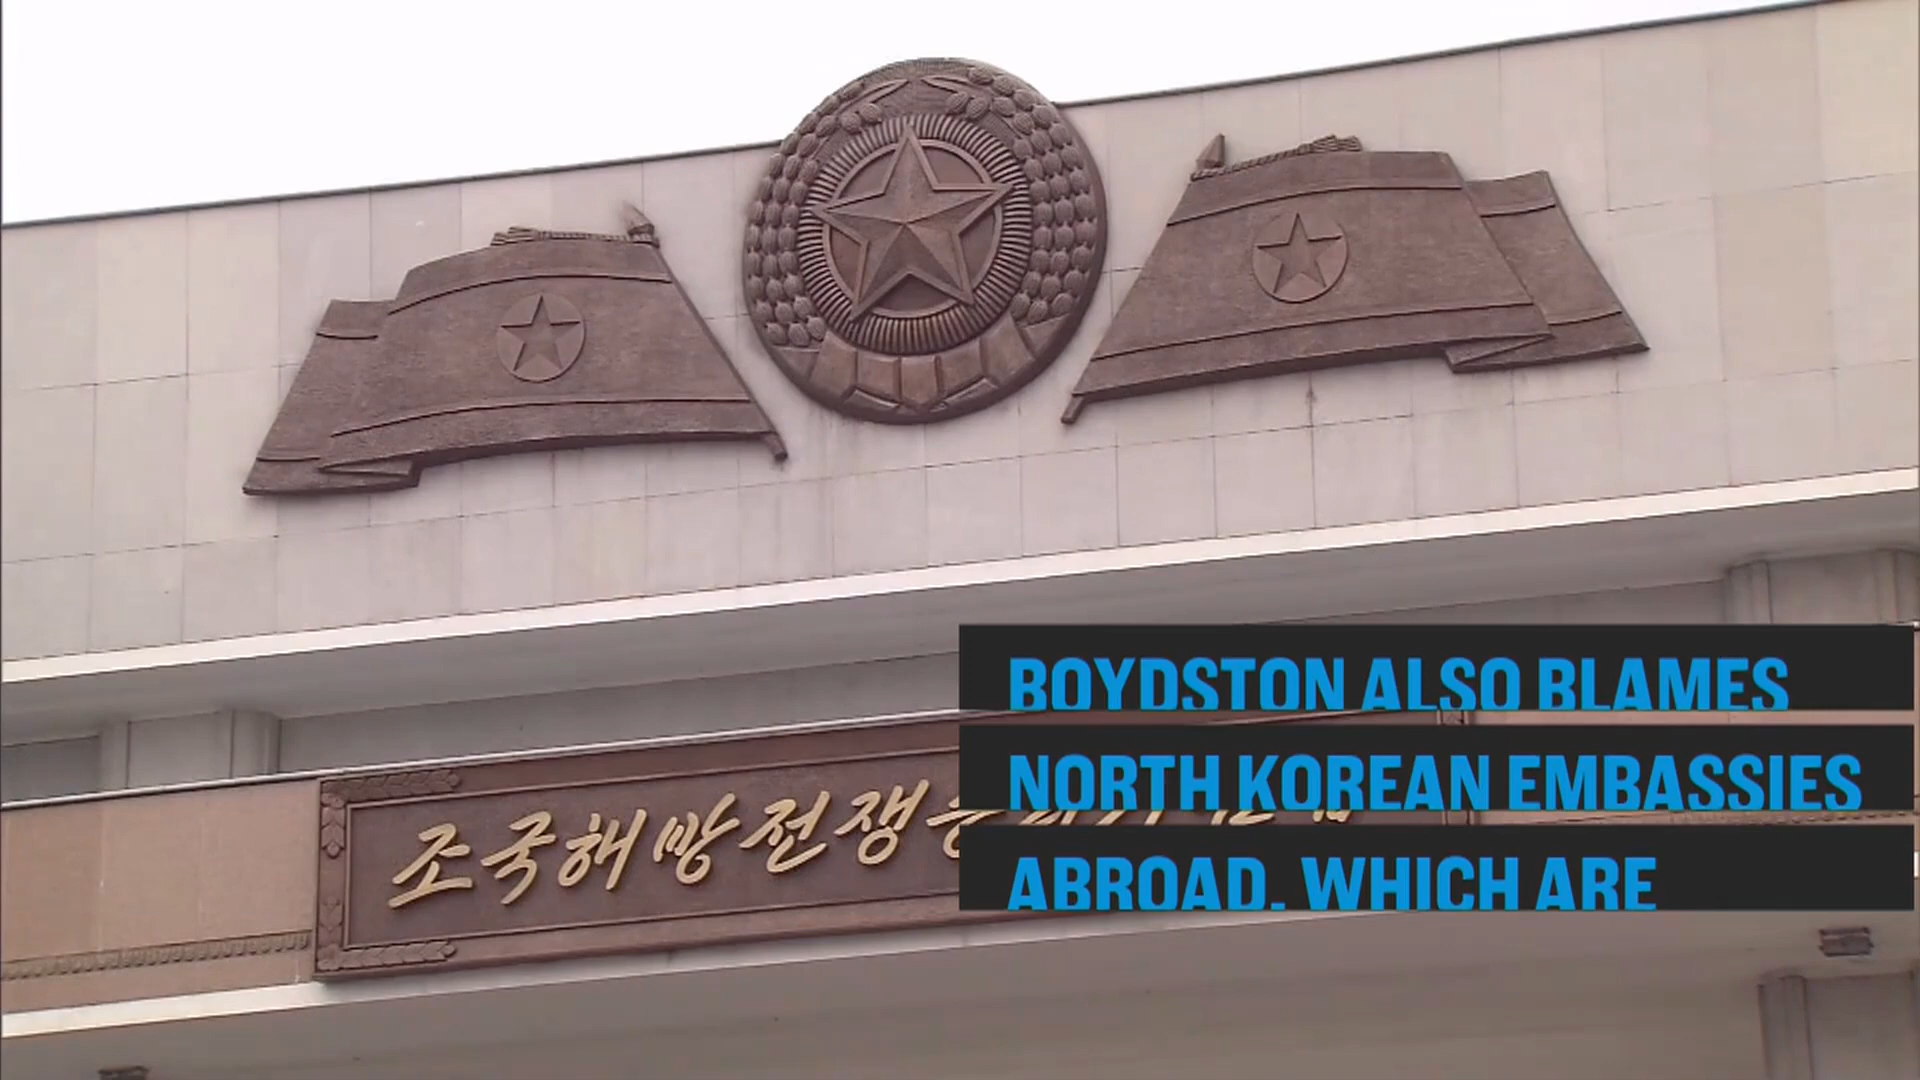 조국해방전쟁
BOYDSTON ALSO BLAMES
NORTH KOREAN EMBASSIES
ABROAD, WHICH ARE